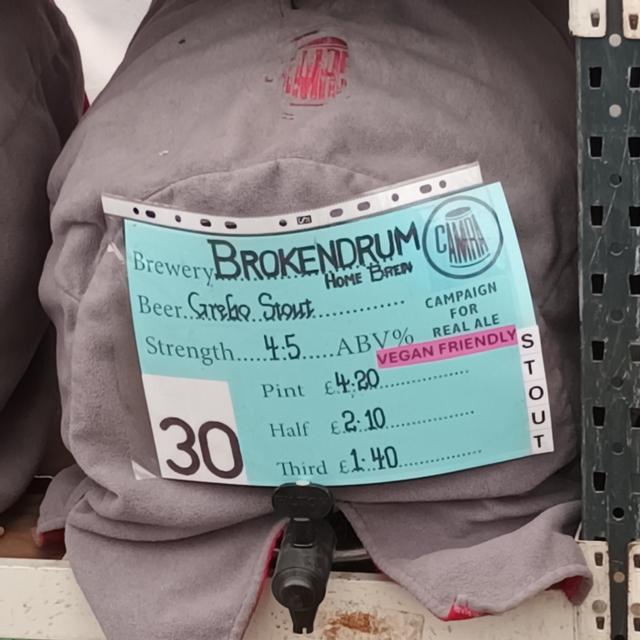 Brewery BROKENDRUM
HOME BREW
CAMRA
Beer Grebo Stout
CAMPAIGN
FOR
REAL ALE
Strength 4.5 ABV%
VEGAN FRIENDLY
STOUT
Pint £4.20
30
Half £2.10
Third £1.40